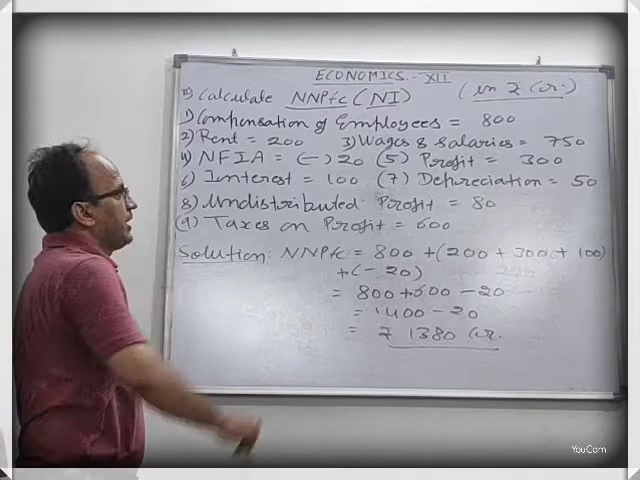 ECONOMICS - XII
Calculate NNPfc (NI) (in ₹ Cr.)
1) Compensation of Employees = 800
2) Rent = 200 3) Wages & salaries = 750
4) NFIA = (-) 20 (5) Profit = 300
6) Interest = 100 (7) Depreciation = 50
8) Undistributed Profit = 80
(9) Taxes on Profit = 600
Solution: NNPfc = 800 + (200 + 300 + 100)
+ (- 20)
= 800 + 600 - 20
= 1400 - 20
= ₹ 1380 Cr.
YouCam